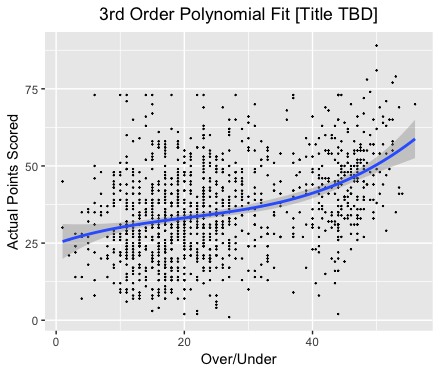 3rd Order Polynomial Fit [Title TBD]
Actual Points Scored
75
50
25
0
0
20
40
Over/Under